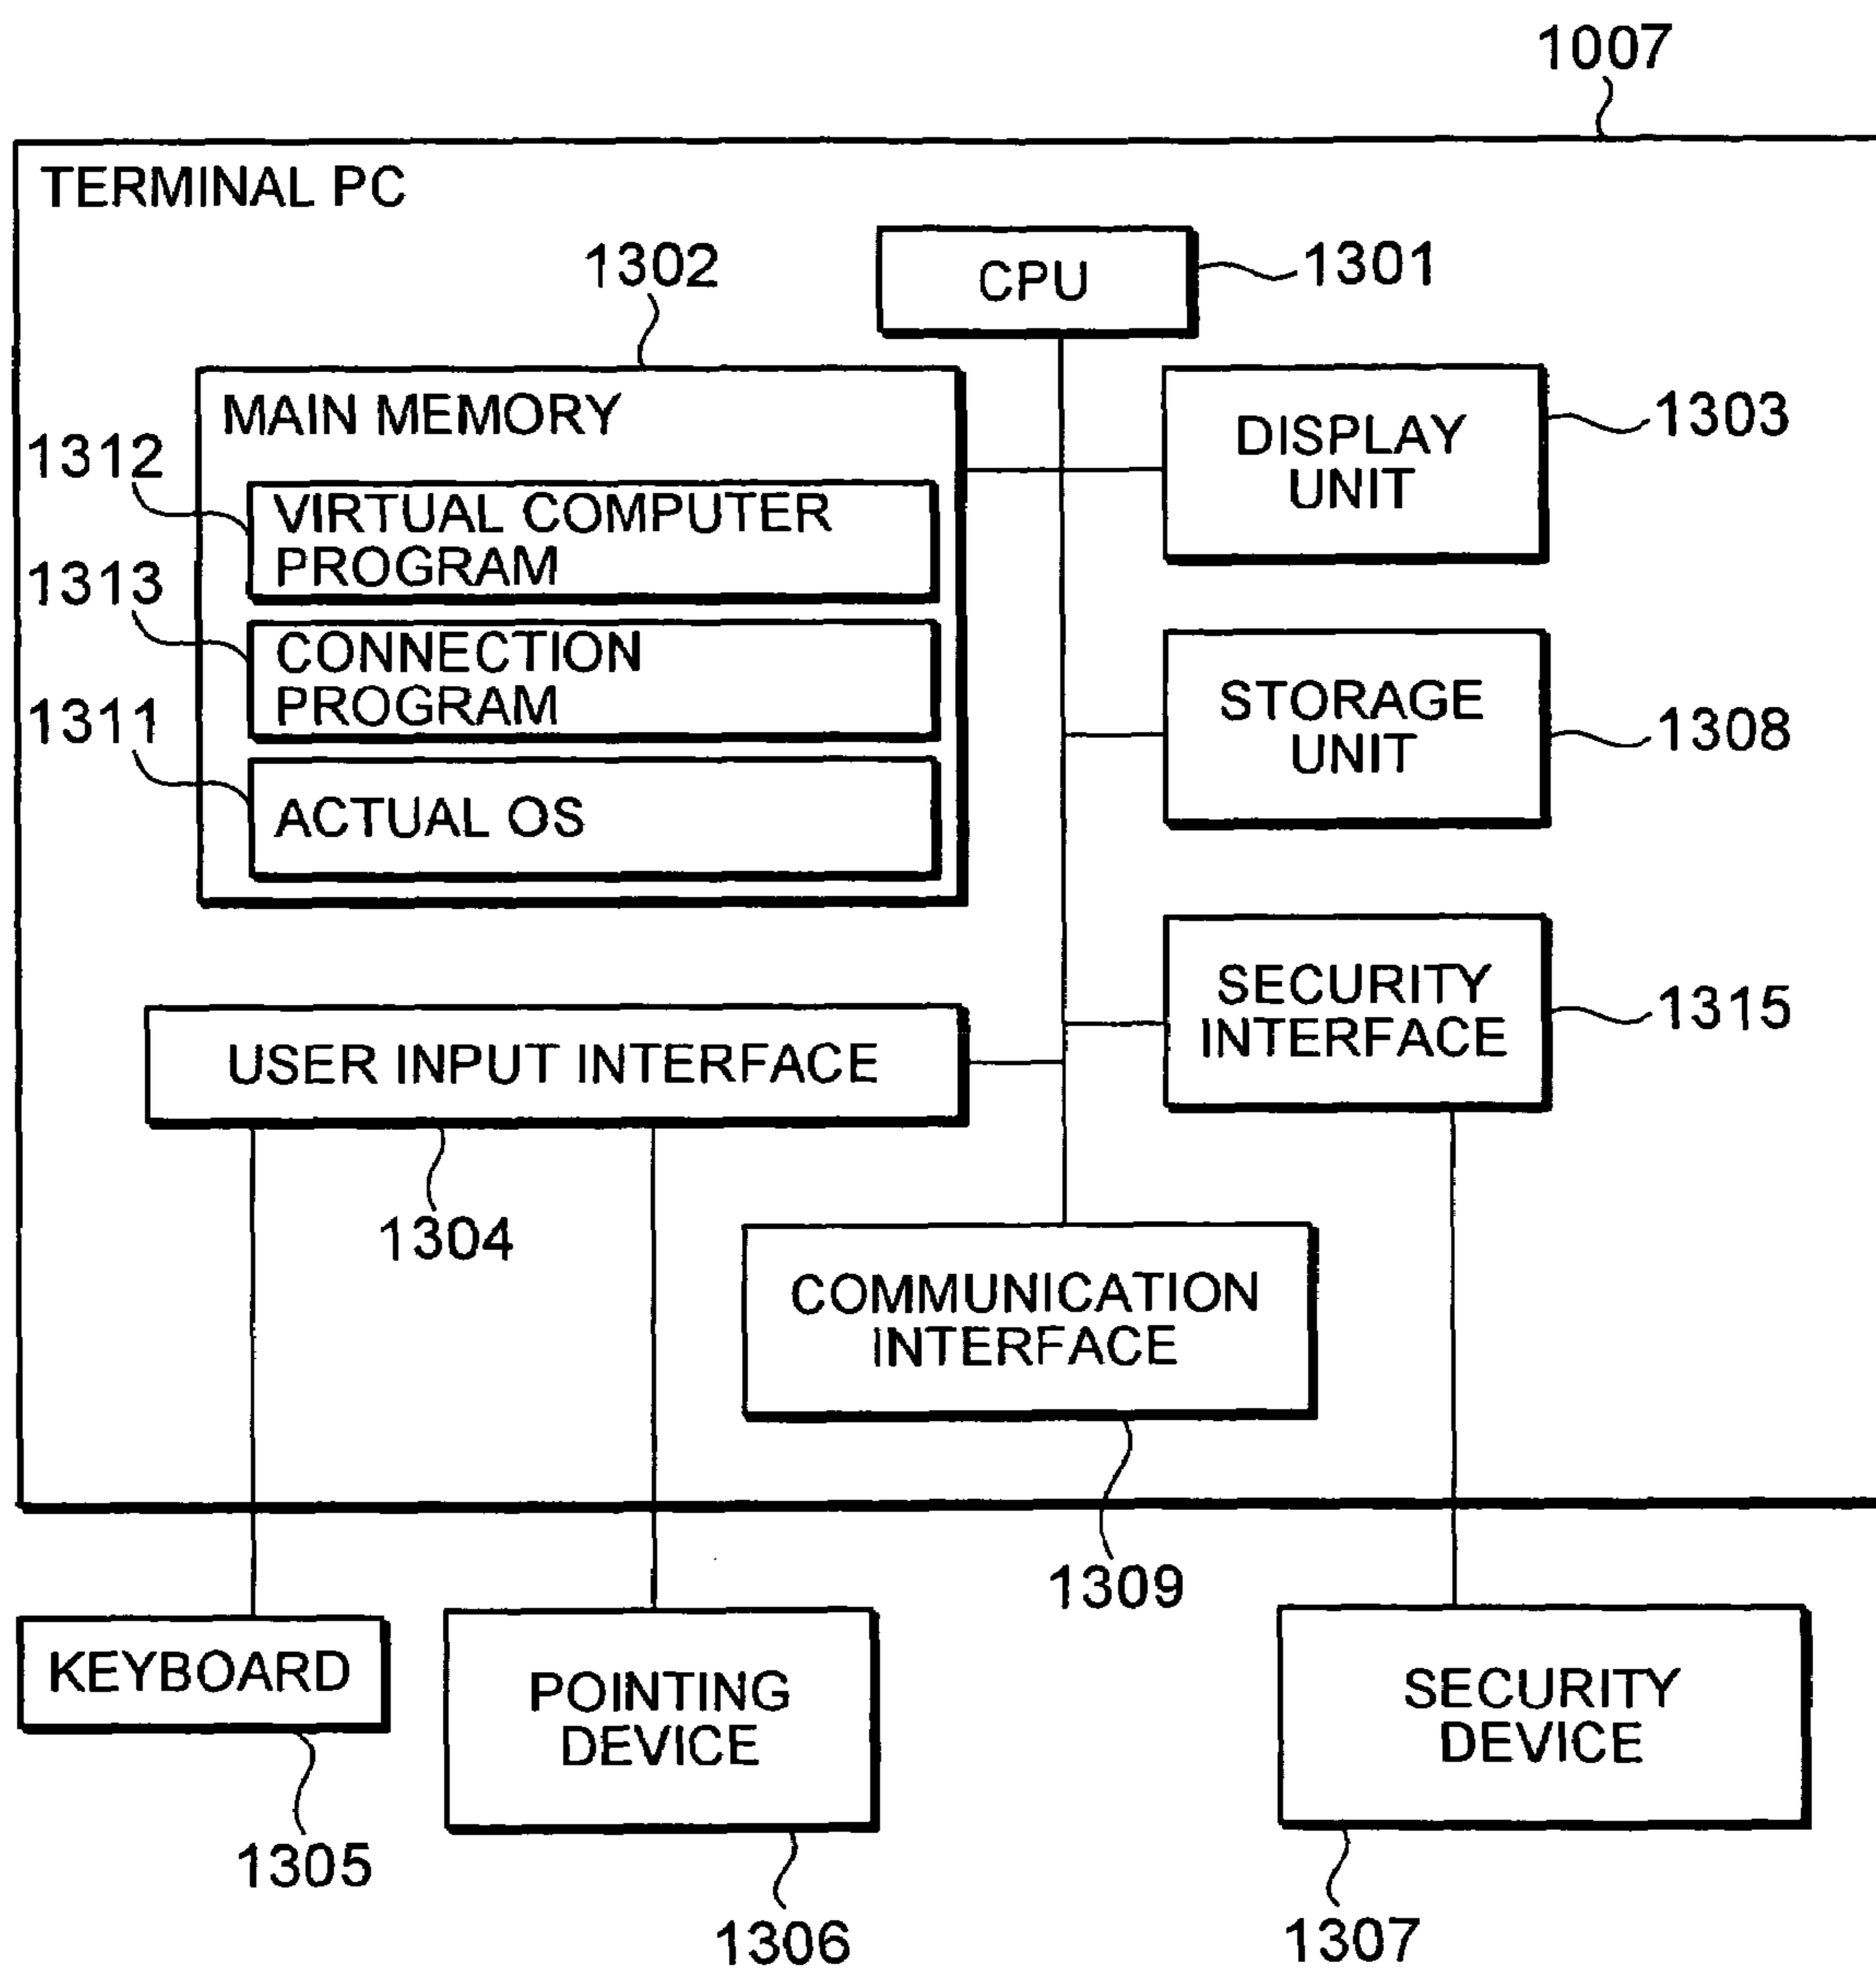 1007
TERMINAL PC
1302
CPU
1301
MAIN MEMORY
1312
VIRTUAL COMPUTER
PROGRAM
1313
CONNECTION
PROGRAM
1311
ACTUAL OS
DISPLAY
UNIT
1303
STORAGE
UNIT
1308
SECURITY
INTERFACE
1315
USER INPUT INTERFACE
1304
COMMUNICATION
INTERFACE
1309
KEYBOARD
1305
POINTING
DEVICE
1306
SECURITY
DEVICE
1307